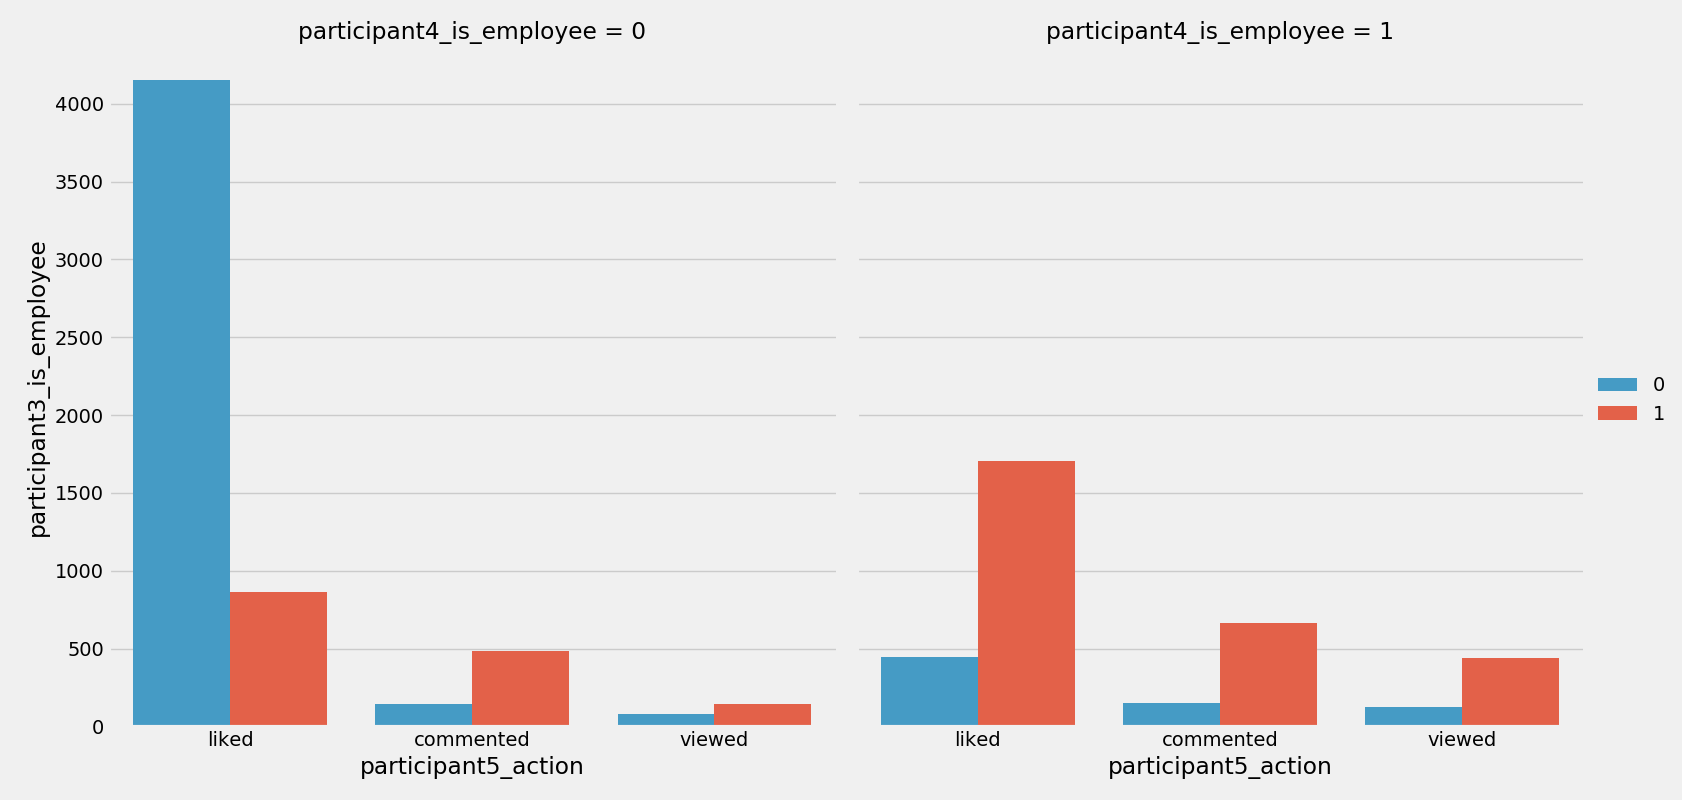 participant4_is_employee = 0
participant4_is_employee = 1
4000
3500
3000
2500
2000
1500
1000
500
0
participant3_is_employee
liked commented viewed
participant5_action
liked commented viewed
participant5_action
0
1